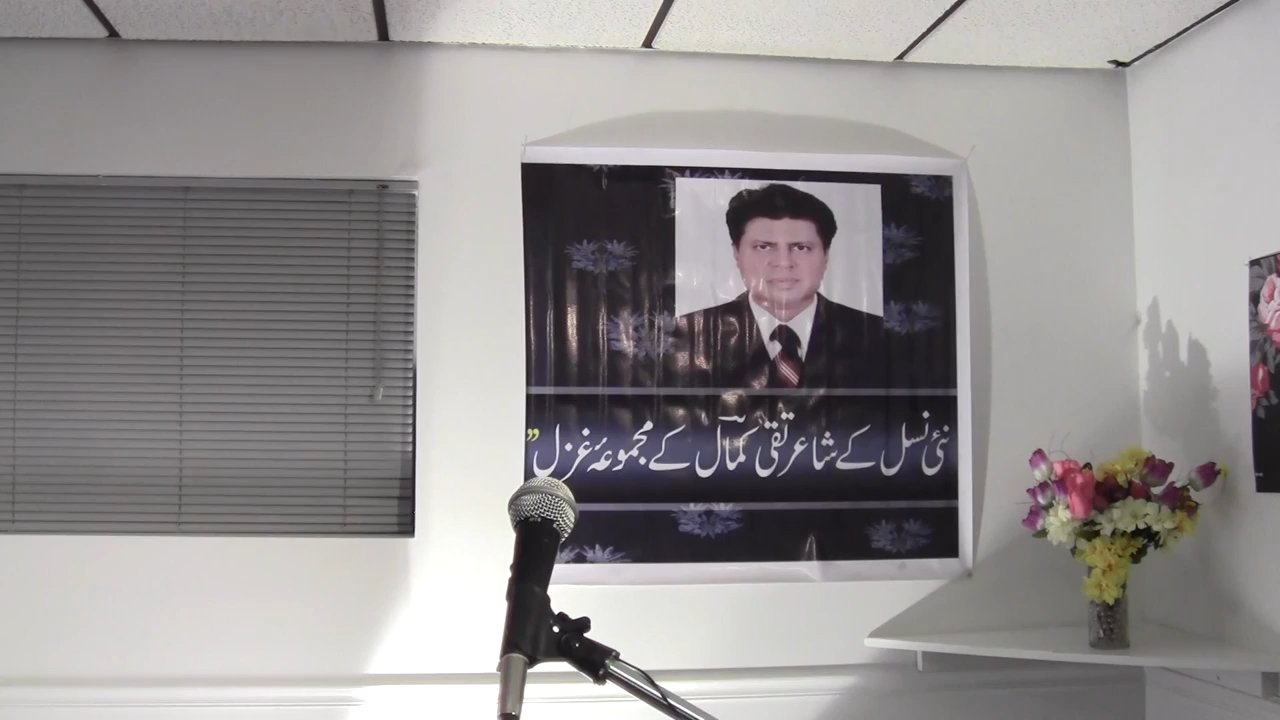 نئی نسل کے شاعر تقی کمال کے مجموعۂ غزل ”